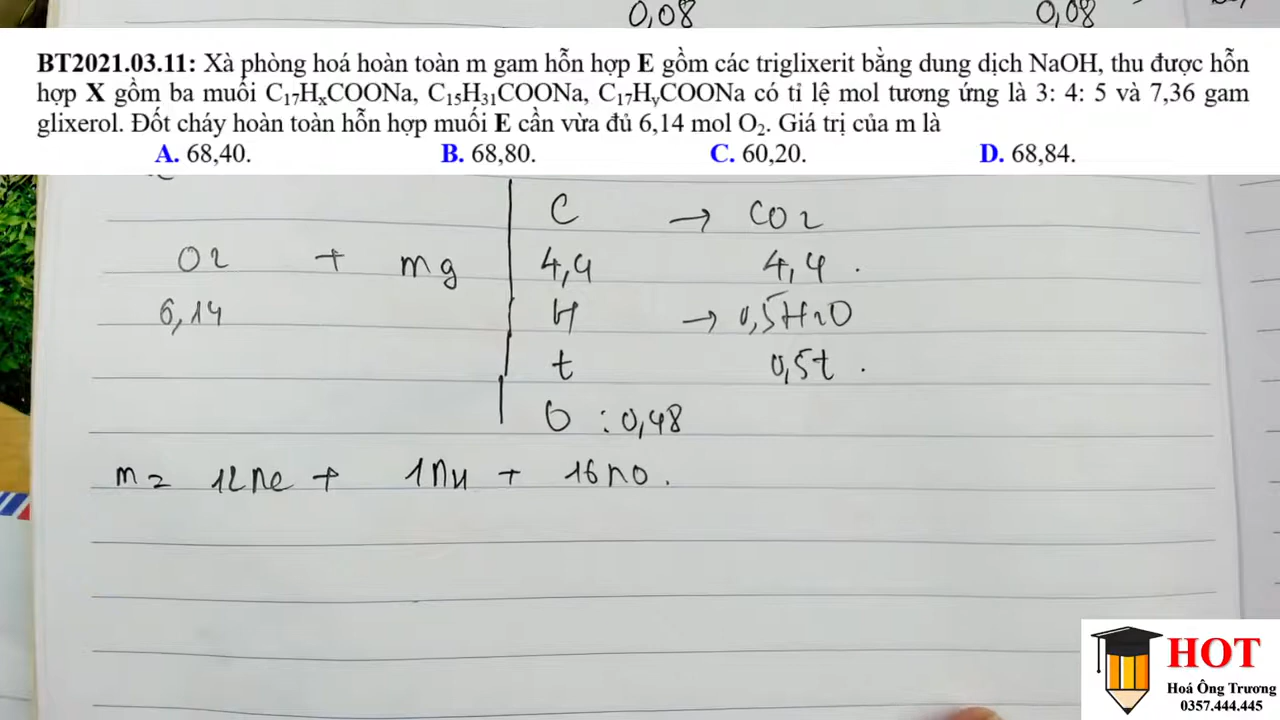 0,08 0,08
BT2021.03.11: Xà phòng hoá hoàn toàn m gam hỗn hợp E gồm các triglixerit bằng dung dịch NaOH, thu được hỗn
hợp X gồm ba muối C₁₇HₓCOONa, C₁₅H₃₁COONa, C₁₇HᵧCOONa có tỉ lệ mol tương ứng là 3: 4: 5 và 7,36 gam
glixerol. Đốt cháy hoàn toàn hỗn hợp muối E cần vừa đủ 6,14 mol O₂. Giá trị của m là
A. 68,40. B. 68,80. C. 60,20. D. 68,84.
C → CO2
O2 + mg 4,4 4,4 .
6,14 H → 0,5H2O
t 0,5t .
O : 0,48
m = 12nc + 1nH + 16nO .
HOT
Hoá Ông Trương
0357.444.445